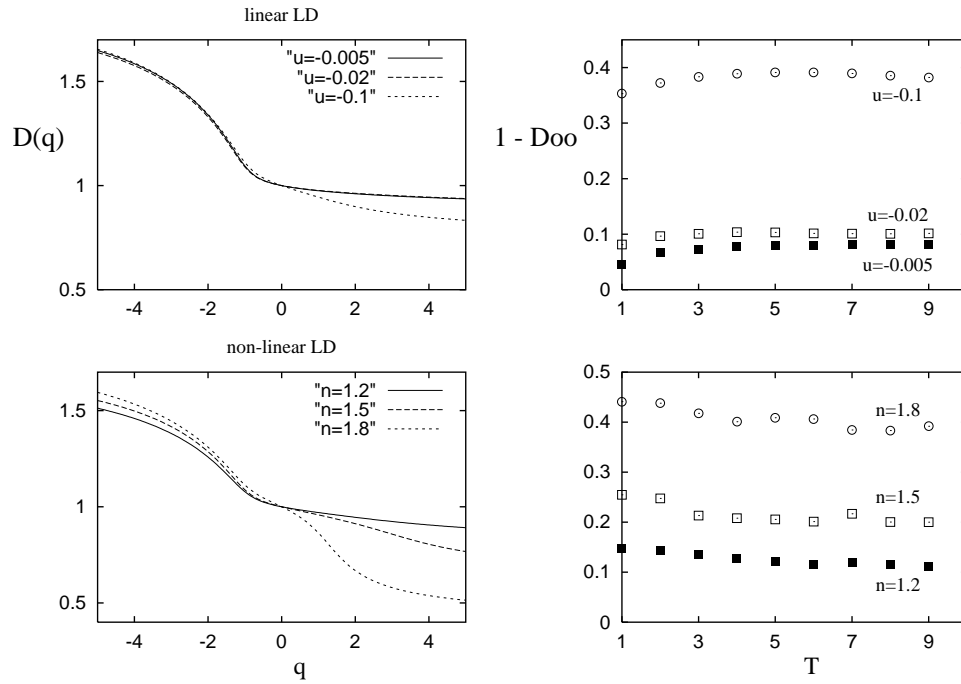 linear LD
D(q)
1.5
1
0.5
-4 -2 0 2 4
"u=-0.005"
"u=-0.02"
"u=-0.1"
1 - Doo
0.4
0.3
0.2
0.1
0
1 3 5 7 9
u=-0.1
u=-0.02
u=-0.005
non-linear LD
1.5
1
0.5
-4 -2 0 2 4
q
"n=1.2"
"n=1.5"
"n=1.8"
0.5
0.4
0.3
0.2
0.1
0
1 3 5 7 9
T
n=1.8
n=1.5
n=1.2